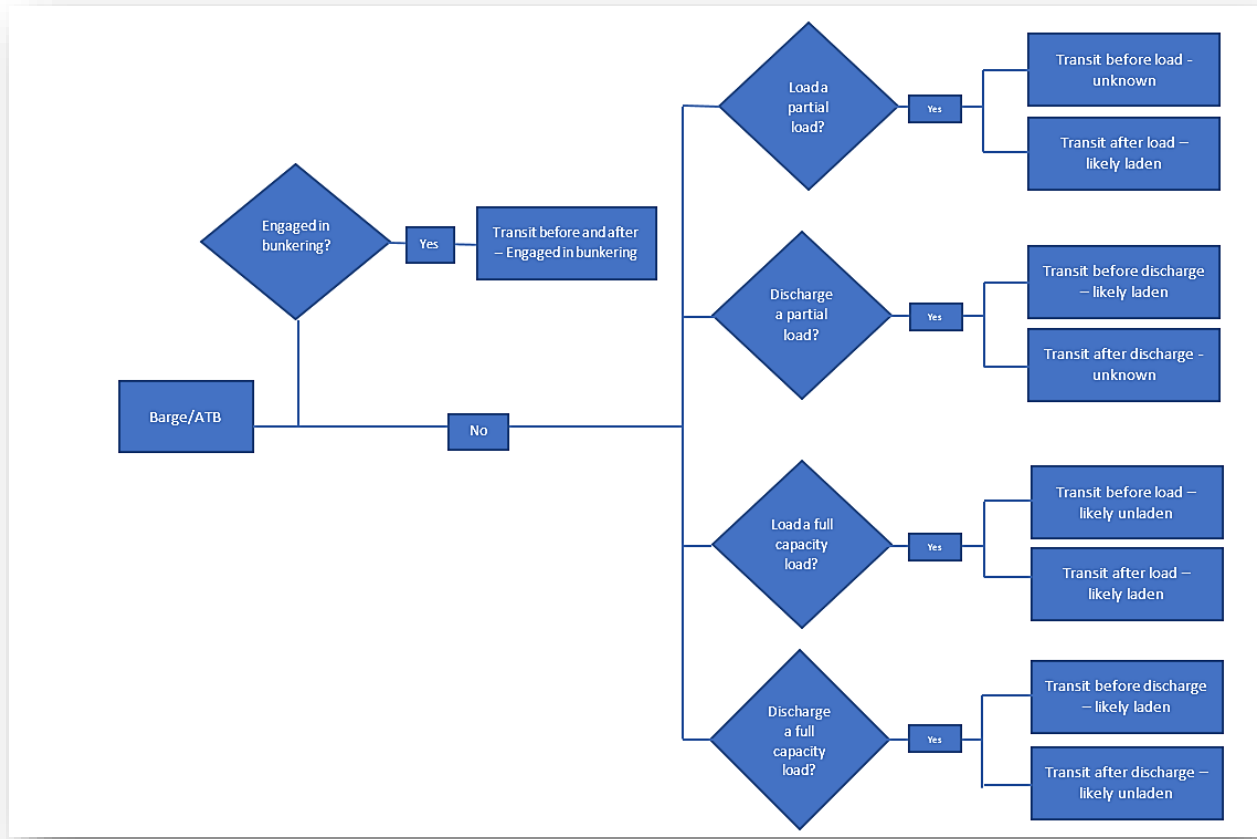 Barge/ATB
Engaged in
bunkering?
Yes
Transit before and after
– Engaged in bunkering
No
Load a
partial
load?
Yes
Transit before load -
unknown
Transit after load –
likely laden
Discharge
a partial
load?
Yes
Transit before discharge
– likely laden
Transit after discharge -
unknown
Load a full
capacity
load?
Yes
Transit before load –
likely unladen
Transit after load –
likely laden
Discharge
a full
capacity
load?
Yes
Transit before discharge
– likely laden
Transit after discharge –
likely unladen